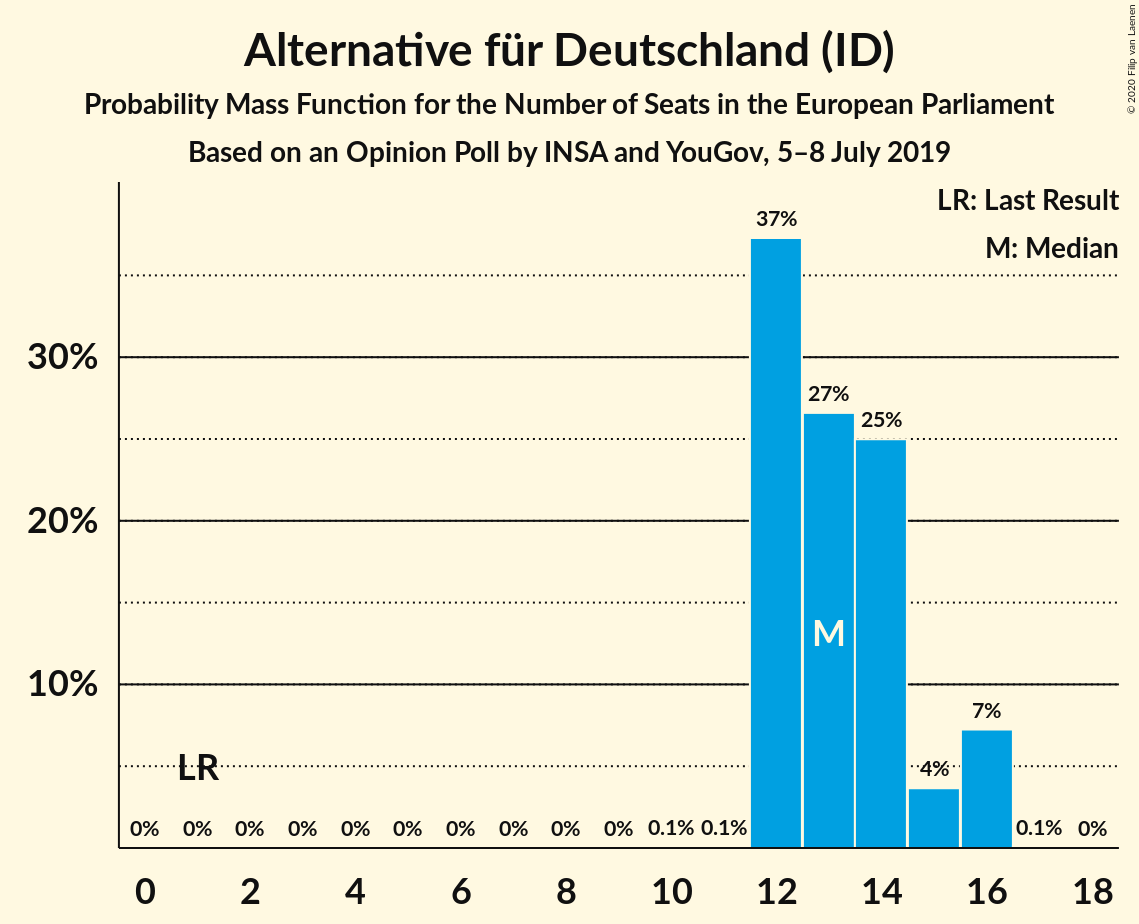 Alternative für Deutschland (ID)
Probability Mass Function for the Number of Seats in the European Parliament
Based on an Opinion Poll by INSA and YouGov, 5–8 July 2019
© 2020 Filip van Laenen
LR: Last Result
M: Median
37%
30%
27%
25%
20%
M
10%
7%
LR
4%
0% 0% 0% 0% 0% 0% 0% 0% 0% 0% 0.1% 0.1% 0.1% 0%
0 2 4 6 8 10 12 14 16 18